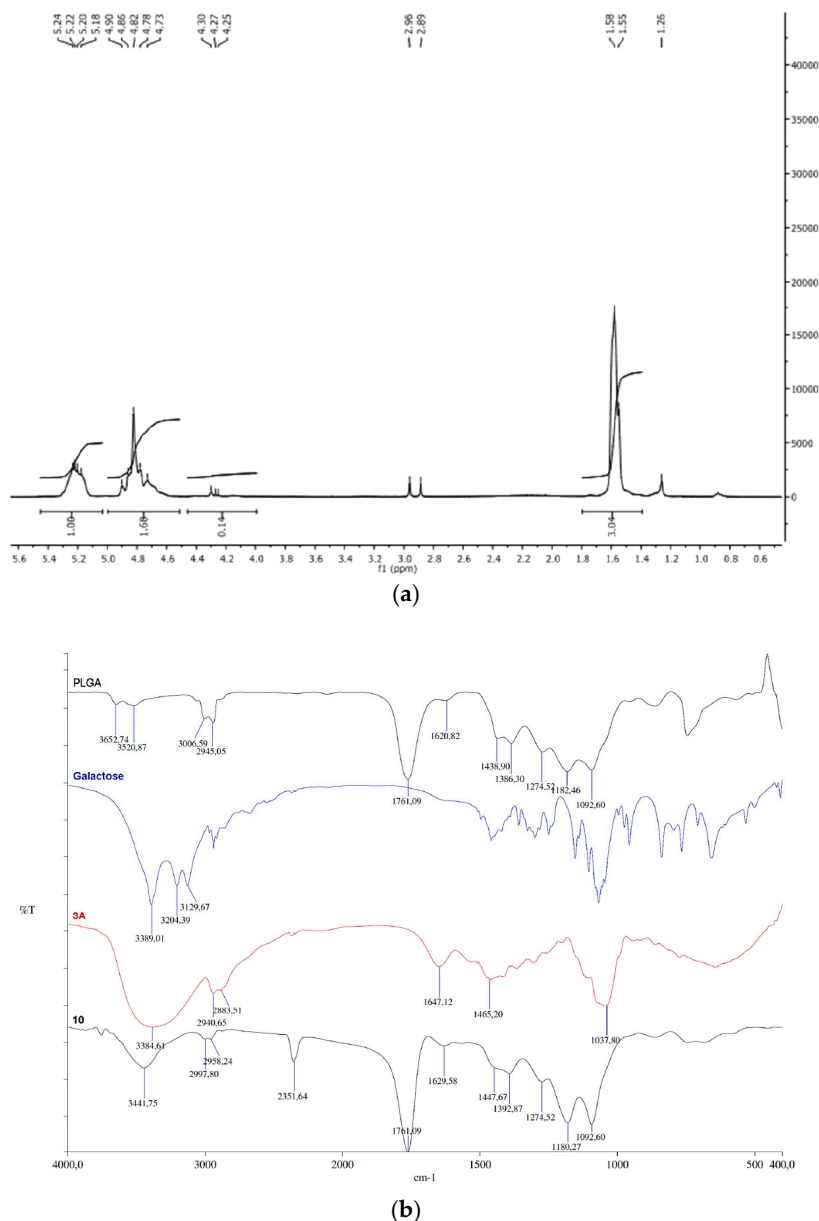 5.24 5.22 5.20 5.18 4.90 4.86 4.82 4.78 4.73 4.30 4.27 4.25 2.96 2.89 1.58 1.55 1.26
40000
35000
30000
25000
20000
15000
10000
5000
0
1.00 1.68 0.14 3.04
5.6 5.4 5.2 5.0 4.8 4.6 4.4 4.2 4.0 3.8 3.6 3.4 3.2 3.0 2.8 2.6 2.4 2.2 2.0 1.8 1.6 1.4 1.2 1.0 0.8 0.6
f1 (ppm)
(a)
PLGA
3652,74 3520,87 3006,59 2945,05 1761,09 1620,82 1438,90 1386,30 1274,52 1182,46 1092,60
Galactose
3389,01 3204,39 3129,67
%T
3A
3384,61 2940,65 2883,51 1647,12 1465,20 1037,80
10
3441,75 2997,80 2958,24 2351,64 1761,09 1629,58 1447,67 1392,87 1274,52 1180,27 1092,60
4000,0 3000 2000 1500 1000 500 400,0
cm-1
(b)